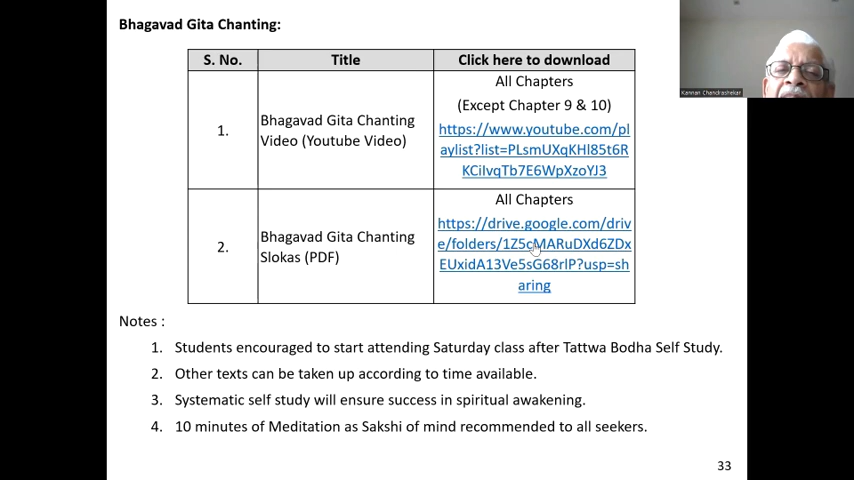 Bhagavad Gita Chanting:
S. No.
Title
Click here to download
1.
Bhagavad Gita Chanting
Video (Youtube Video)
All Chapters
(Except Chapter 9 & 10)
https://www.youtube.com/pl
aylist?list=PLsmUXqKHI85t6R
KCiIvqTb7E6WpXzoYJ3
2.
Bhagavad Gita Chanting
Slokas (PDF)
All Chapters
https://drive.google.com/driv
e/folders/1Z5cMARuDXd6ZDx
EUxidA13Ve5sG68rlP?usp=sh
aring
Notes :
1. Students encouraged to start attending Saturday class after Tattwa Bodha Self Study.
2. Other texts can be taken up according to time available.
3. Systematic self study will ensure success in spiritual awakening.
4. 10 minutes of Meditation as Sakshi of mind recommended to all seekers.
33
Kannan Chandrashekar